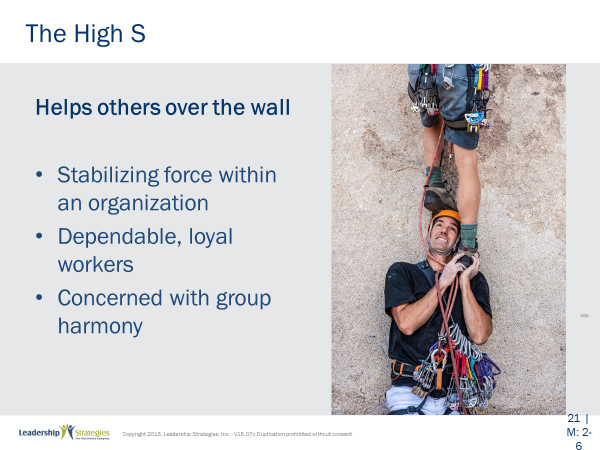 The High S
Helps others over the wall
• Stabilizing force within
an organization
• Dependable, loyal
workers
• Concerned with group
harmony
Leadership Strategies
The Facilitation Company
Copyright 2015, Leadership Strategies, Inc. - V15.07c Duplication prohibited without consent
21 |
M: 2-
6